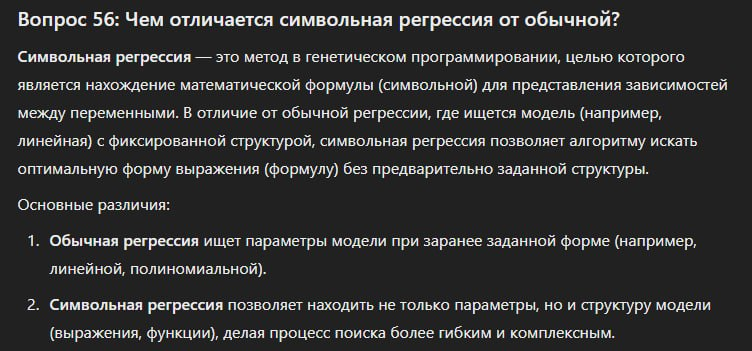 Вопрос 56: Чем отличается символьная регрессия от обычной?
Символьная регрессия — это метод в генетическом программировании, целью которого
является нахождение математической формулы (символьной) для представления зависимостей
между переменными. В отличие от обычной регрессии, где ищется модель (например,
линейная) с фиксированной структурой, символьная регрессия позволяет алгоритму искать
оптимальную форму выражения (формулу) без предварительно заданной структуры.
Основные различия:
1. Обычная регрессия ищет параметры модели при заранее заданной форме (например,
линейной, полиномиальной).
2. Символьная регрессия позволяет находить не только параметры, но и структуру модели
(выражения, функции), делая процесс поиска более гибким и комплексным.